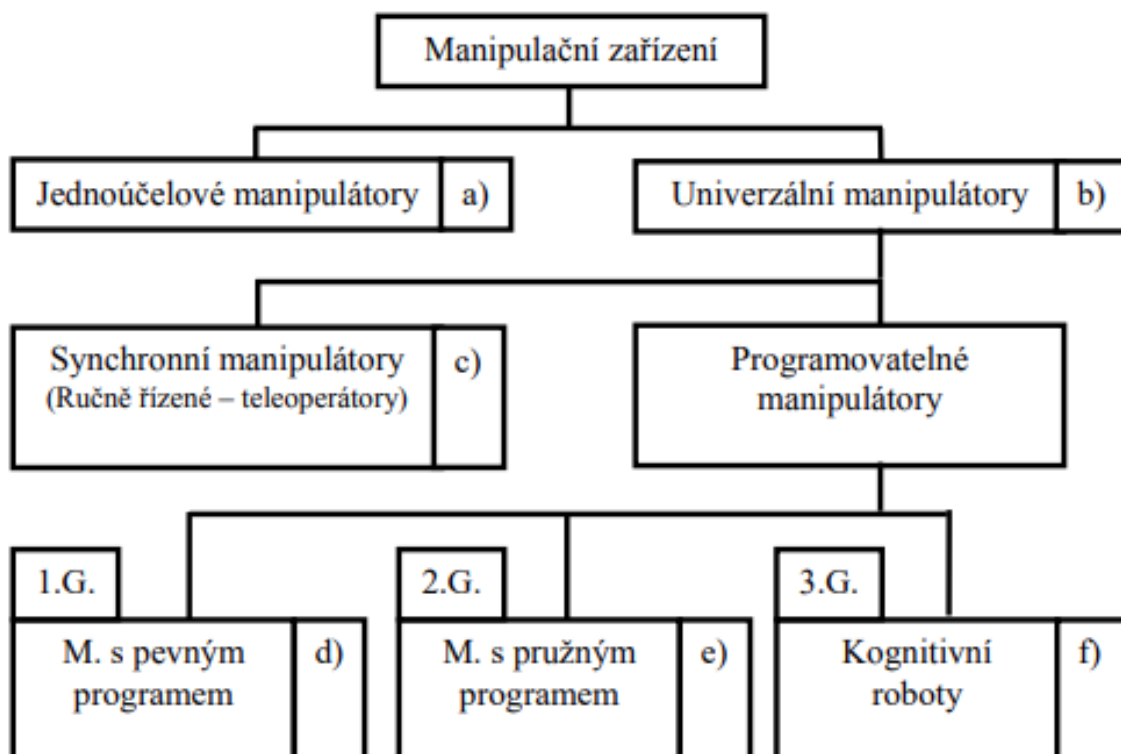 Manipulační zařízení
Jednoúčelové manipulátory a)
Univerzální manipulátory b)
Synchronní manipulátory c)
(Ručně řízené – teleoperátory)
Programovatelné
manipulátory
1.G.
M. s pevným d)
programem
2.G.
M. s pružným e)
programem
3.G.
Kognitivní f)
roboty